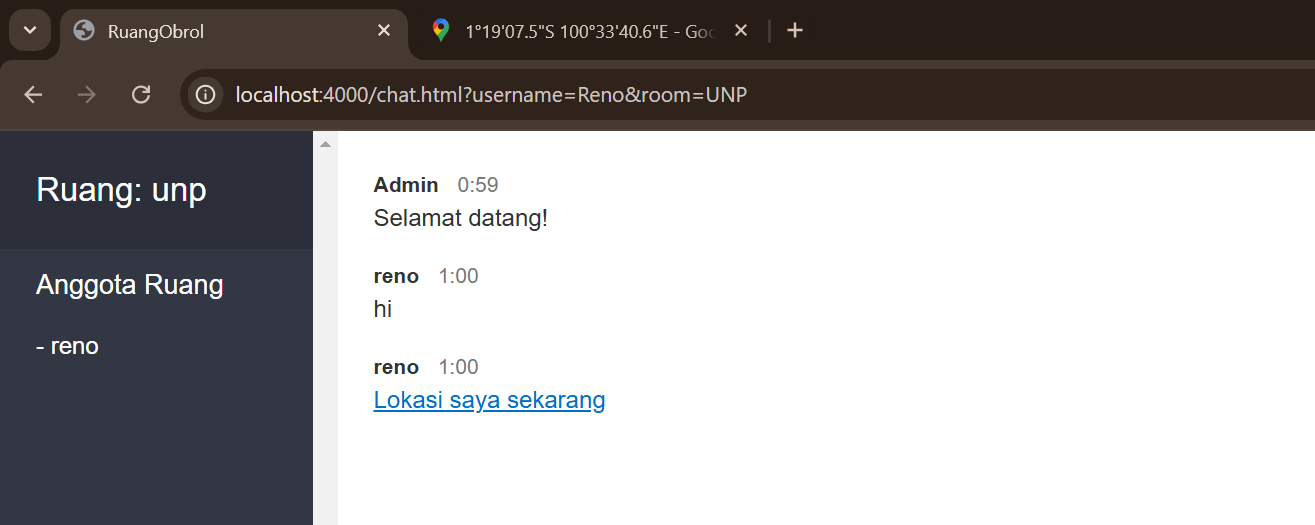 RuangObrol
1°19'07.5"S 100°33'40.6"E - Goo
localhost:4000/chat.html?username=Reno&room=UNP
Ruang: unp
Anggota Ruang
- reno
Admin 0:59
Selamat datang!
reno 1:00
hi
reno 1:00
Lokasi saya sekarang